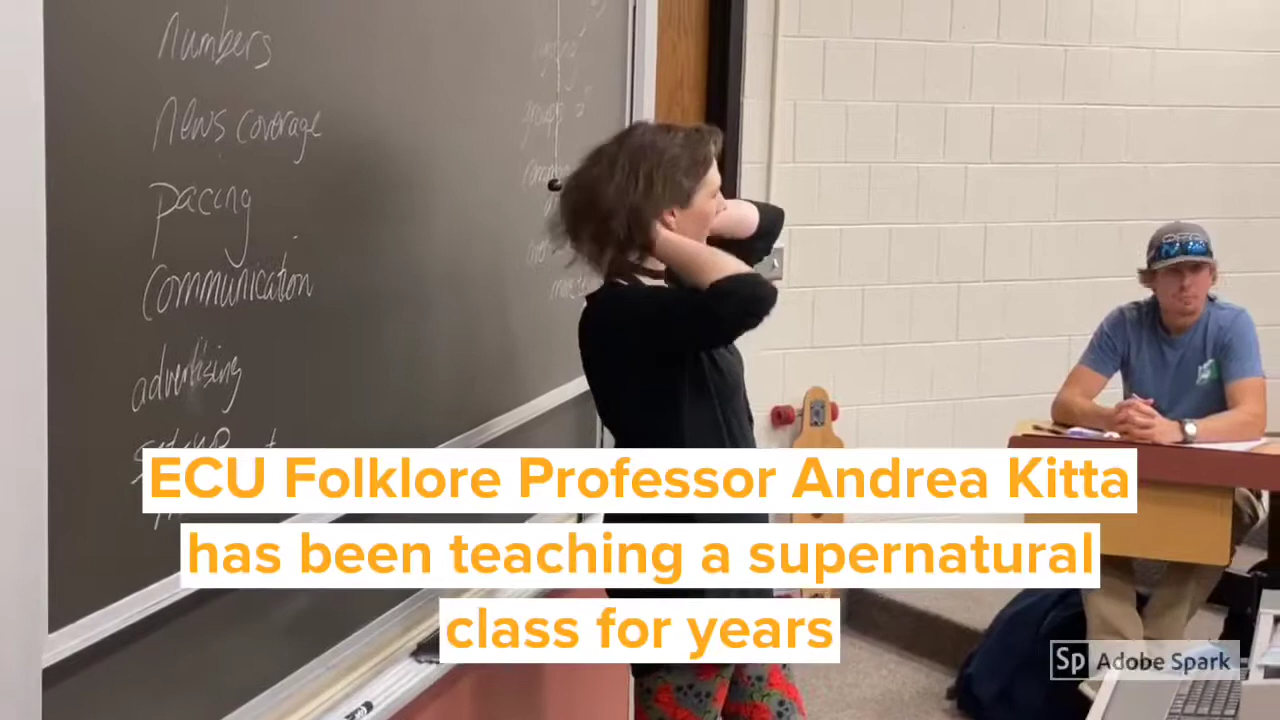 numbers
news coverage
pacing
communication
advertising
ECU Folklore Professor Andrea Kitta
has been teaching a supernatural
class for years
Sp Adobe Spark